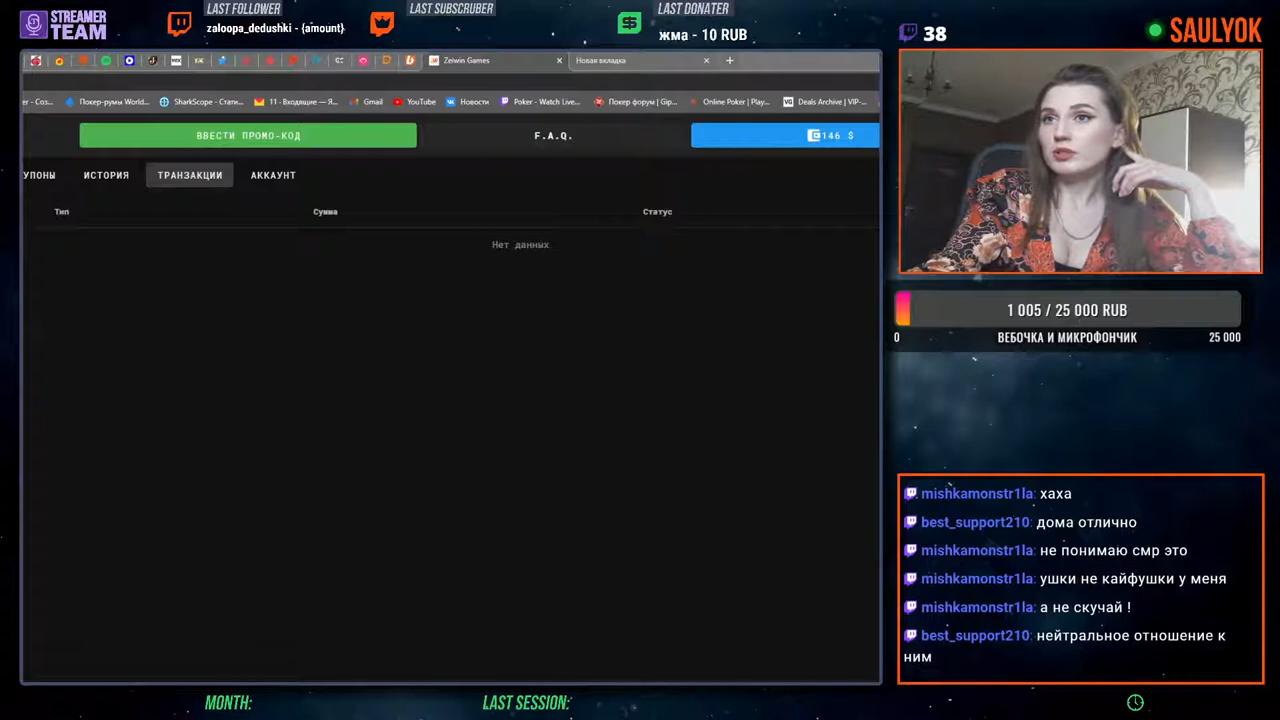 STREAMER
TEAM
LAST FOLLOWER
zaloopa_dedushki - {amount}
LAST SUBSCRUBER
LAST DONATER
жма - 10 RUB
38
SAULYOK
Zeiwin Games
Новая вкладка
Покер-румы World...
SharkScope - Стати...
11 - Входящие — Я...
Gmail
YouTube
Новости
Poker - Watch Live...
Покер форум | Gip...
Online Poker | Play...
Deals Archive | VIP-...
ВВЕСТИ ПРОМО-КОД
F.A.Q.
146 $
УПОНЫ
ИСТОРИЯ
ТРАНЗАКЦИИ
АККАУНТ
Тип
Сумма
Статус
Нет данных
1 005 / 25 000 RUB
0
ВЕБОЧКА И МИКРОФОНЧИК
25 000
mishkamonstr1la: хаха
best_support210: дома отлично
mishkamonstr1la: не понимаю смр это
mishkamonstr1la: ушки не кайфушки у меня
mishkamonstr1la: а не скучай !
best_support210: нейтральное отношение к
ним
MONTH:
LAST SESSION: